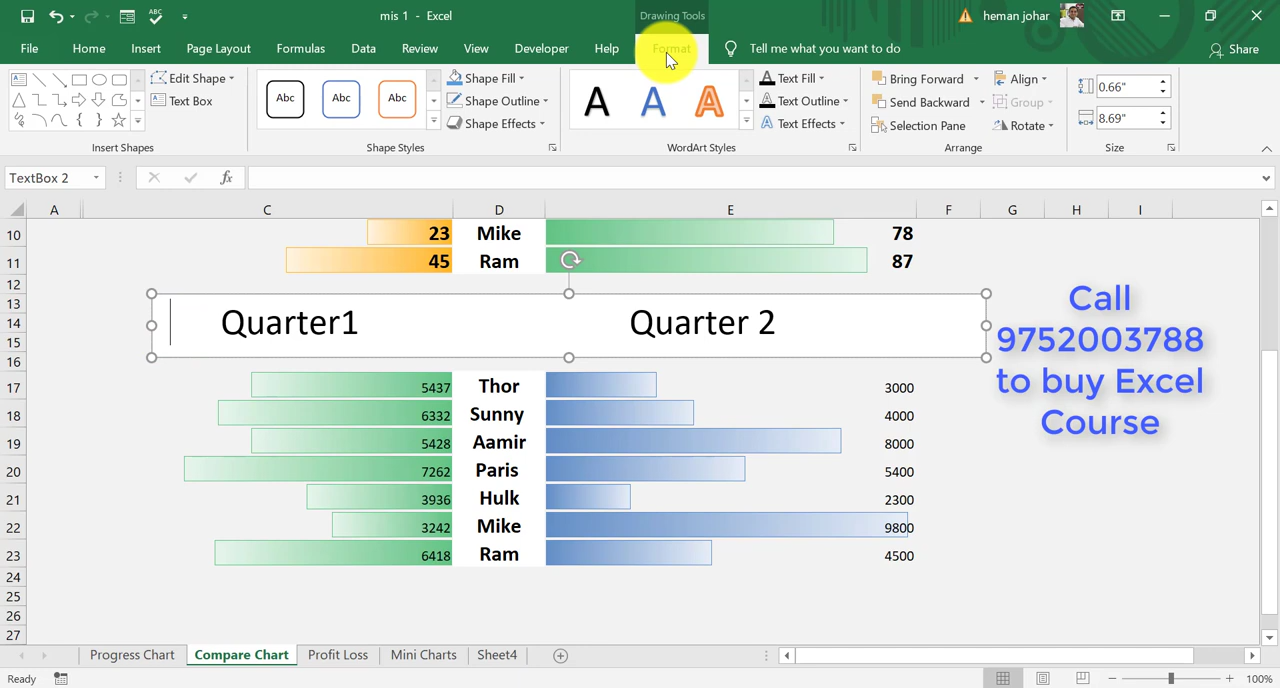 mis 1 - Excel
Drawing Tools
heman johar
File Home Insert Page Layout Formulas Data Review View Developer Help Format Tell me what you want to do Share
Edit Shape
Text Box
Insert Shapes
Abc Abc Abc
Shape Fill
Shape Outline
Shape Effects
Shape Styles
A A A
Text Fill
Text Outline
Text Effects
WordArt Styles
Bring Forward
Send Backward
Selection Pane
Align
Group
Rotate
Arrange
0.66"
8.69"
Size
TextBox 2
fx
A C D E F G H I
10 23 Mike 78
11 45 Ram 87
12
13
14 Quarter1 Quarter 2
15
16
17 5437 Thor 3000
18 6332 Sunny 4000
19 5428 Aamir 8000
20 7262 Paris 5400
21 3936 Hulk 2300
22 3242 Mike 9800
23 6418 Ram 4500
24
25
26
27
Call
9752003788
to buy Excel
Course
Progress Chart Compare Chart Profit Loss Mini Charts Sheet4
Ready
100%